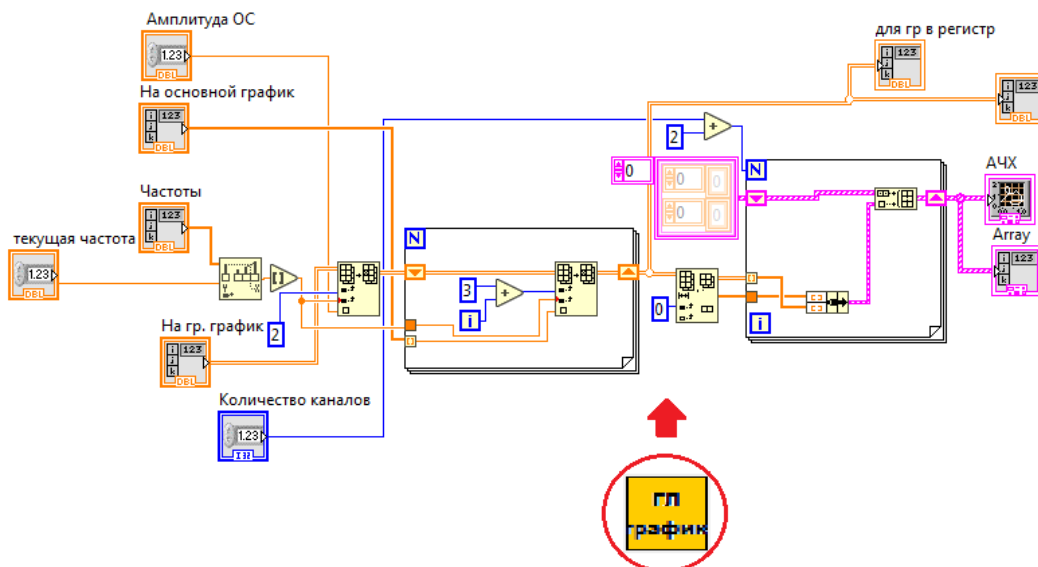 Амплитуда ОС
1.23
DBL
На основной график
i 123
j
k
DBL
Частоты
i 123
j
k
DBL
текущая частота
1.23
DBL
На гр. график
i 123
j
k
DBL
Количество каналов
1.23
I32
2
N
3
i
0
2
0
0 0
0 0
N
i
для гр в регистр
i 123
j
k
DBL
i 123
j
k
DBL
АЧХ
Array
i 123
j
k
гл
график